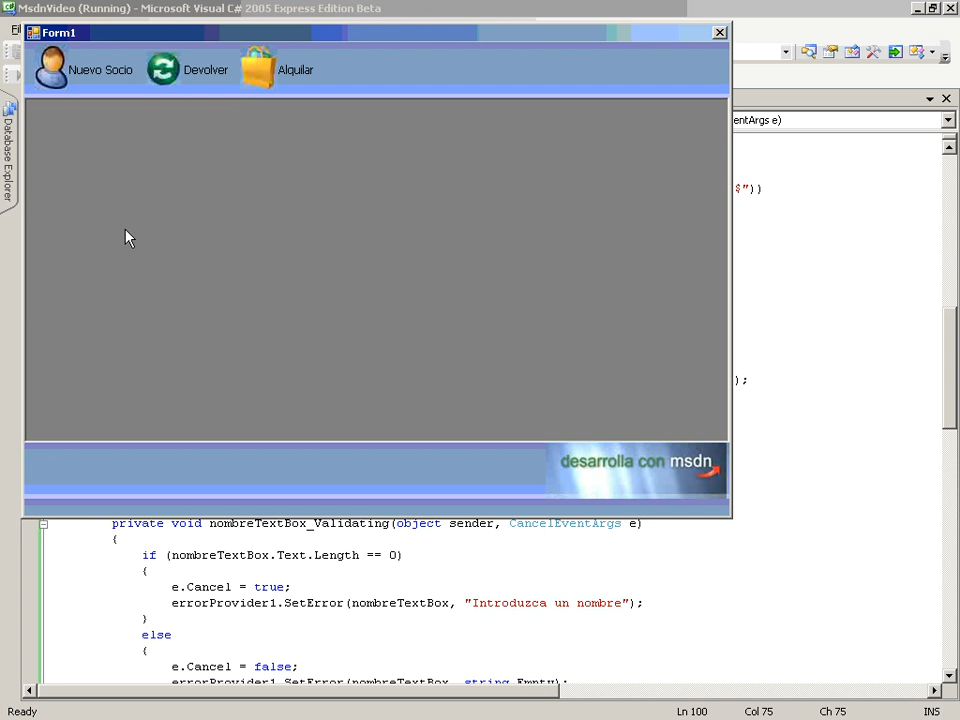 MsdnVideo (Running) - Microsoft Visual C# 2005 Express Edition Beta
Form1
Nuevo Socio
Devolver
Alquilar
Database Explorer
entArgs e)
$"))
);
desarrolla con msdn
private void nombreTextBox_Validating(object sender, CancelEventArgs e)
{
if (nombreTextBox.Text.Length == 0)
{
e.Cancel = true;
errorProvider1.SetError(nombreTextBox, "Introduzca un nombre");
}
else
{
e.Cancel = false;
errorProvider1.SetError(nombreTextBox, string.Empty);
Ready
Ln 100
Col 75
Ch 75
INS